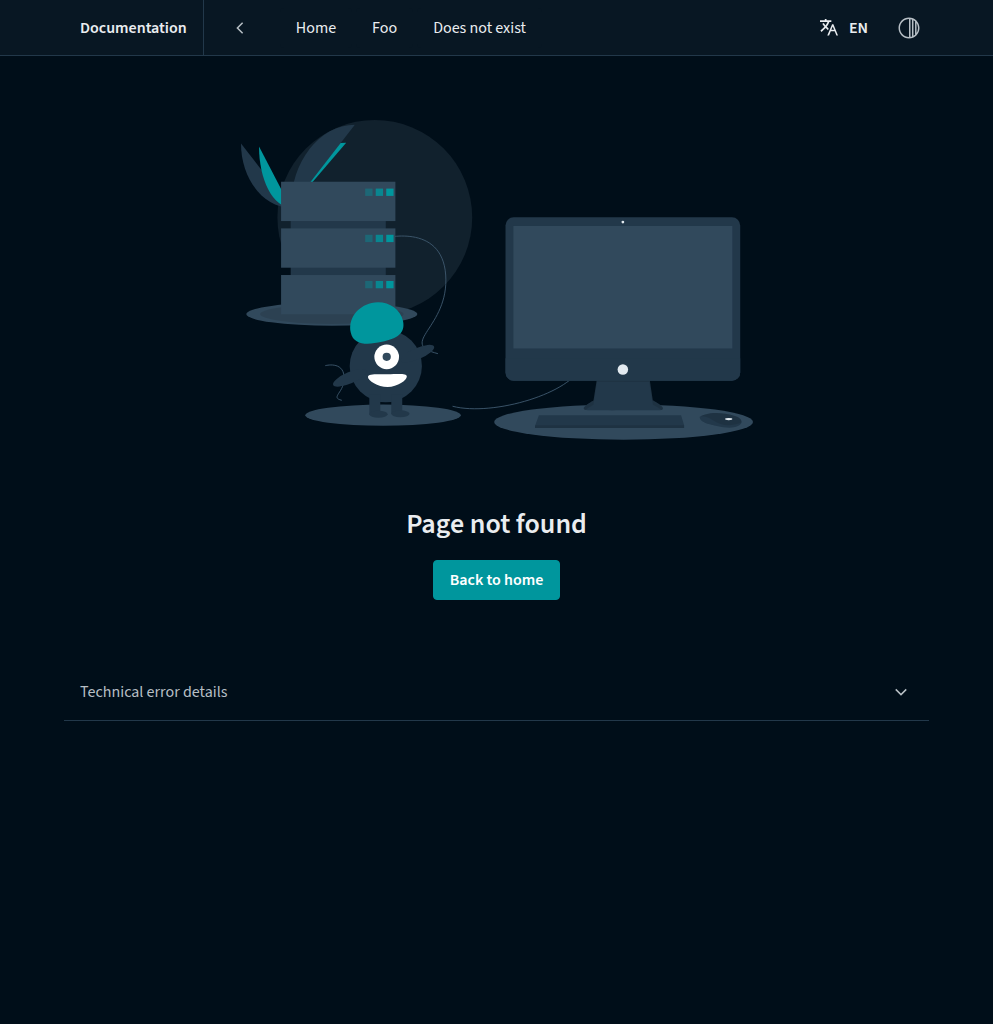 Documentation
Home
Foo
Does not exist
EN
Page not found
Back to home
Technical error details